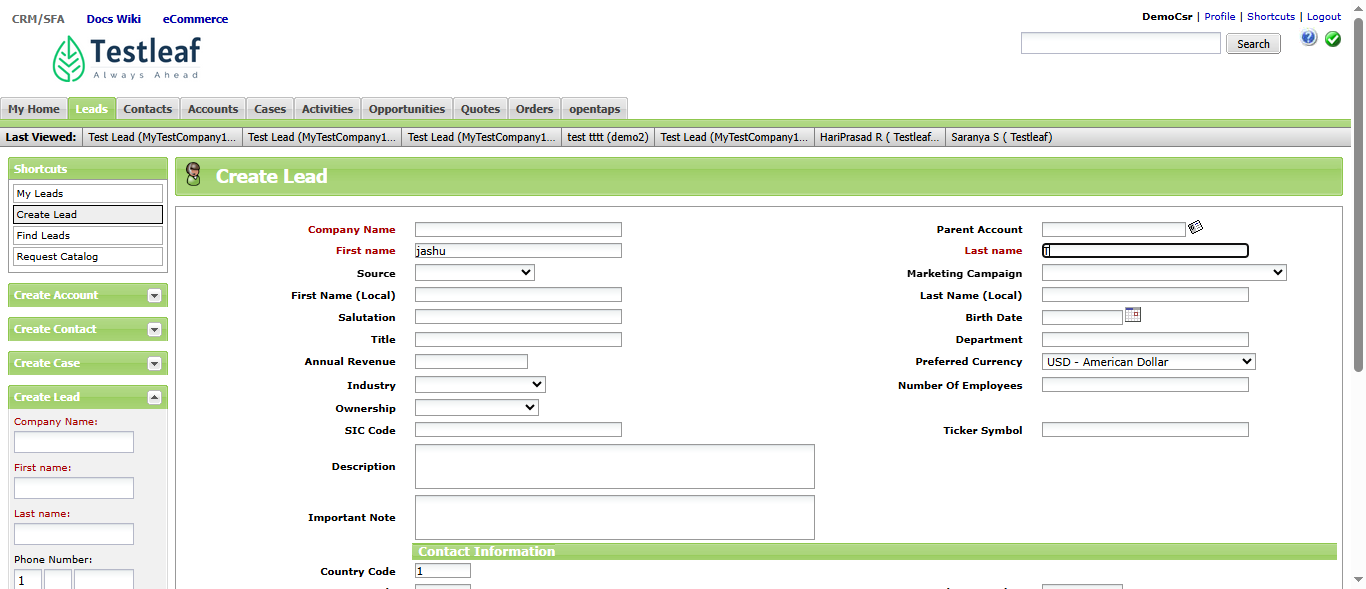 CRM/SFA Docs Wiki eCommerce
DemoCsr | Profile | Shortcuts | Logout
Testleaf
Always Ahead
Search
My Home Leads Contacts Accounts Cases Activities Opportunities Quotes Orders opentaps
Last Viewed: Test Lead (MyTestCompany1... Test Lead (MyTestCompany1... Test Lead (MyTestCompany1... test tttt (demo2) Test Lead (MyTestCompany1... HariPrasad R ( Testleaf... Saranya S ( Testleaf)
Shortcuts
My Leads
Create Lead
Find Leads
Request Catalog
Create Account
Create Contact
Create Case
Create Lead
Company Name:
First name:
Last name:
Phone Number:
1
Create Lead
Company Name Parent Account
First name jashu Last name T
Source Marketing Campaign
First Name (Local) Last Name (Local)
Salutation Birth Date
Title Department
Annual Revenue Preferred Currency USD - American Dollar
Industry Number Of Employees
Ownership
SIC Code Ticker Symbol
Description
Important Note
Contact Information
Country Code 1